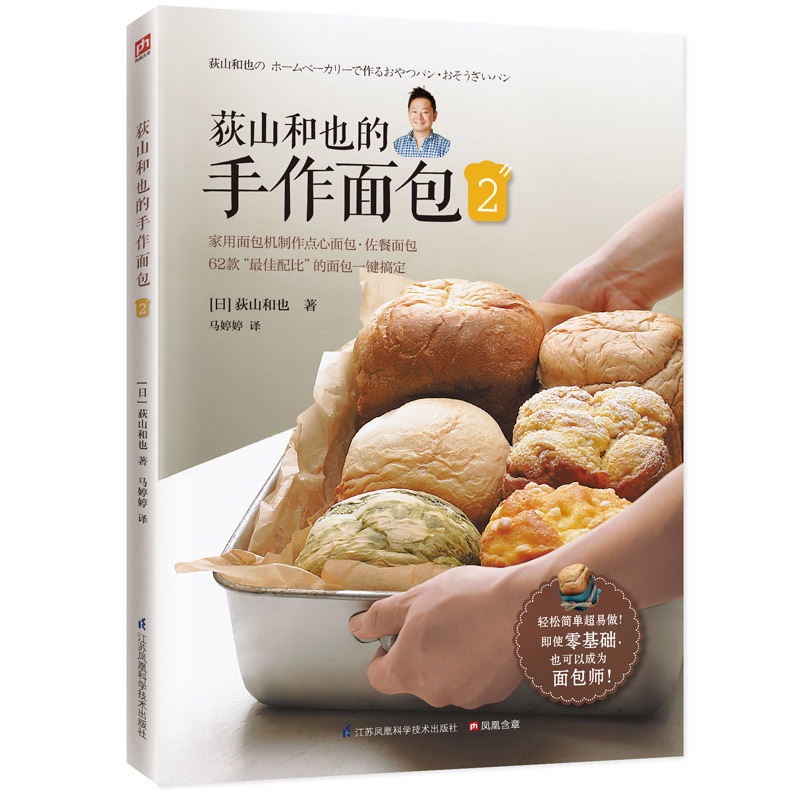 荻山和也の ホームベーカリーで作るおやつパン・おそうざいパン
荻山和也的
手作面包 2
家用面包机制作点心面包·佐餐面包
62款“最佳配比”的面包一键搞定
[日] 荻山和也 著
马婷婷 译
轻松简单超易做!
即使零基础,
也可以成为
面包师!
江苏凤凰科学技术出版社 凤凰含章
荻山和也的手作面包 2
[日] 荻山和也 著
马婷婷 译
江苏凤凰科学技术出版社